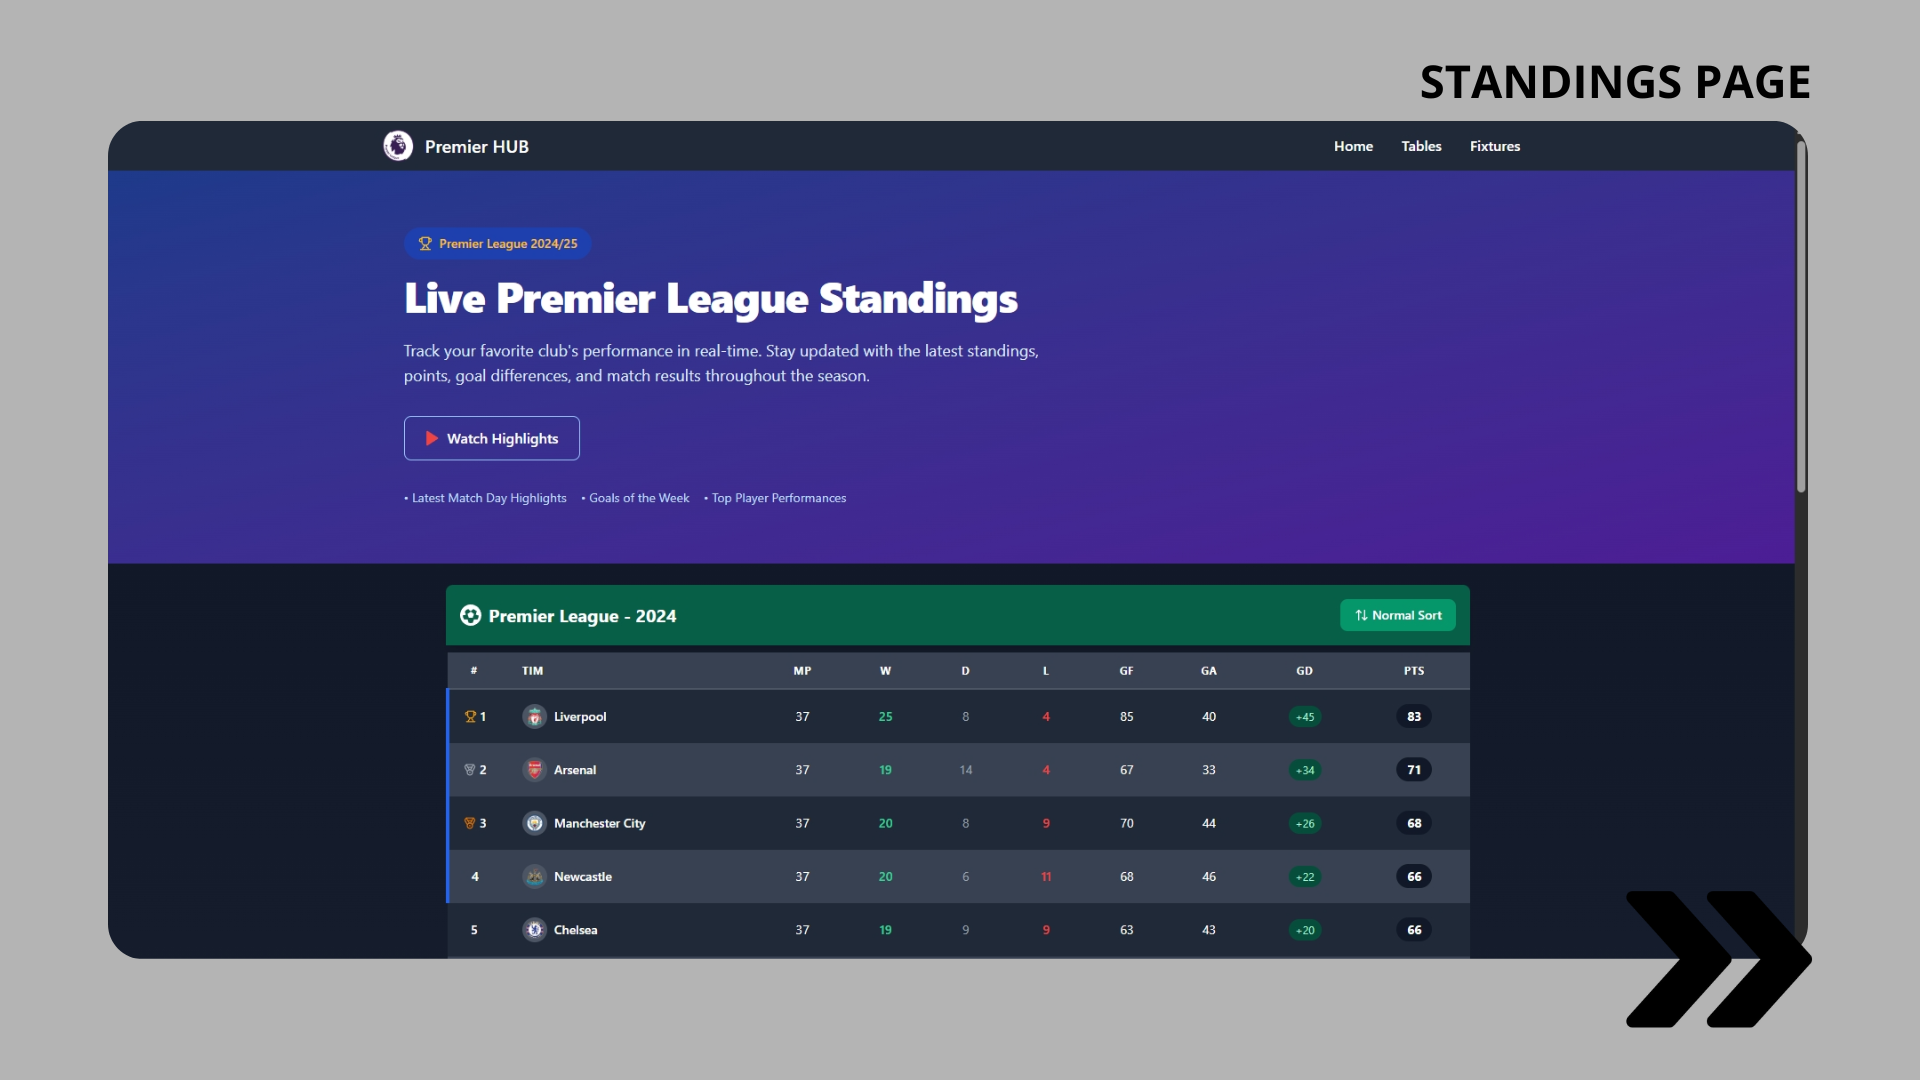 STANDINGS PAGE
Premier HUB
Home Tables Fixtures
Premier League 2024/25
Live Premier League Standings
Track your favorite club's performance in real-time. Stay updated with the latest standings,
points, goal differences, and match results throughout the season.
Watch Highlights
• Latest Match Day Highlights • Goals of the Week • Top Player Performances
Premier League - 2024
Normal Sort
# TIM MP W D L GF GA GD PTS
1 Liverpool 37 25 8 4 85 40 +45 83
2 Arsenal 37 19 14 4 67 33 +34 71
3 Manchester City 37 20 8 9 70 44 +26 68
4 Newcastle 37 20 6 11 68 46 +22 66
5 Chelsea 37 19 9 9 63 43 +20 66